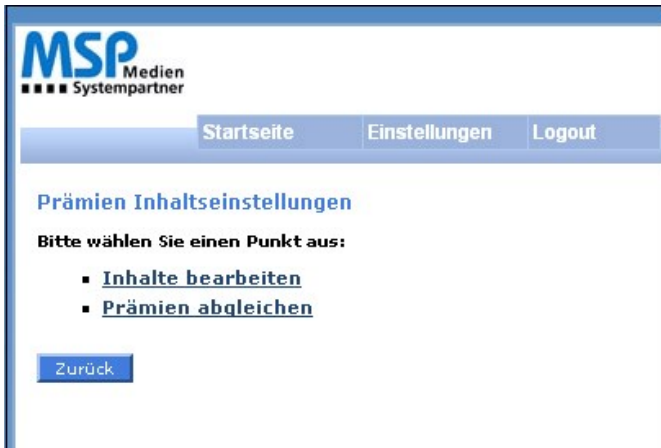 MSP Medien
Systempartner
Startseite Einstellungen Logout
Prämien Inhaltseinstellungen
Bitte wählen Sie einen Punkt aus:
Inhalte bearbeiten
Prämien abgleichen
Zurück